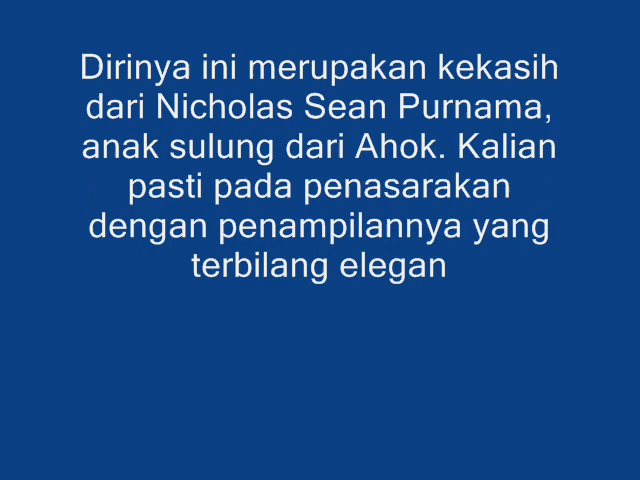 Dirinya ini merupakan kekasih
dari Nicholas Sean Purnama,
anak sulung dari Ahok. Kalian
pasti pada penasarakan
dengan penampilannya yang
terbilang elegan